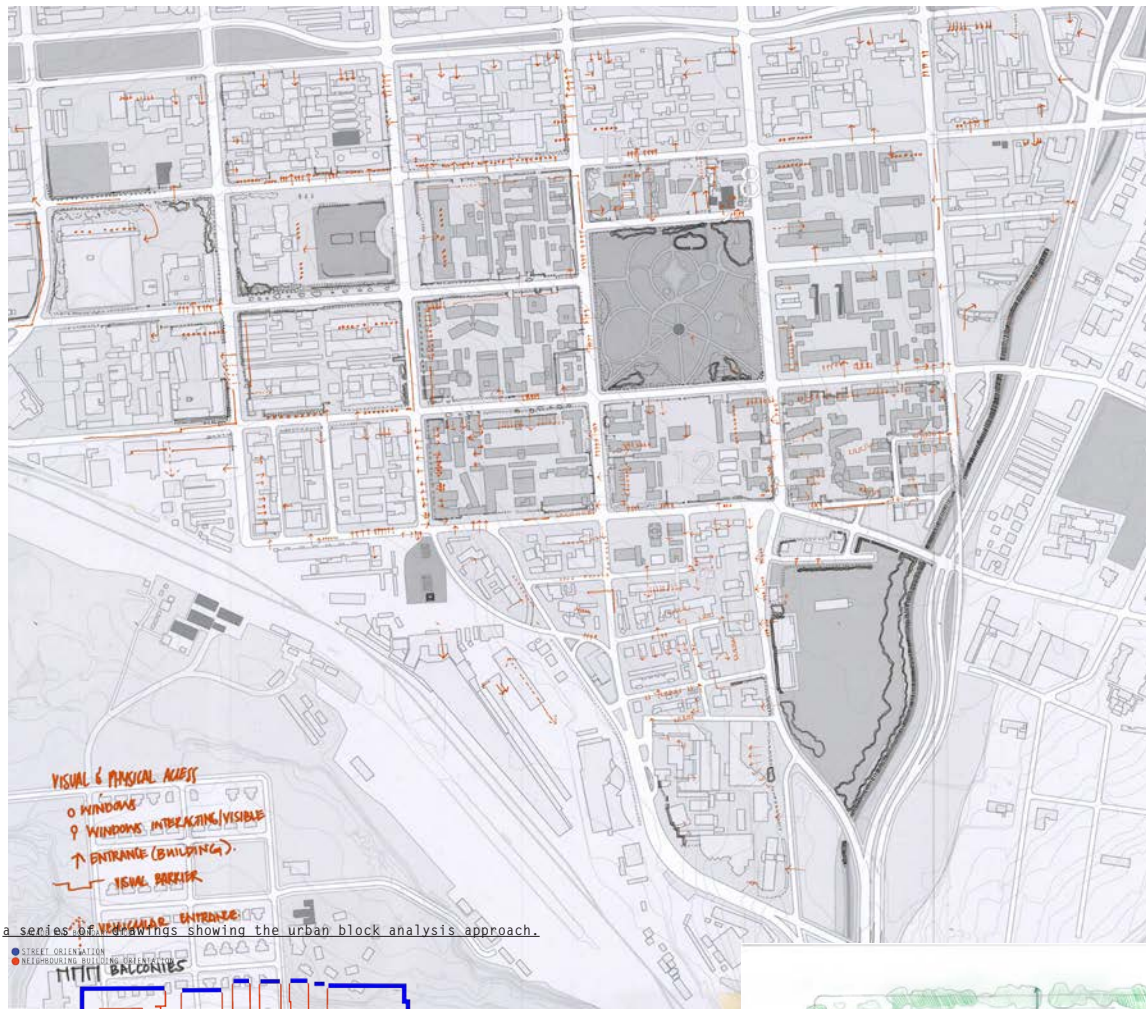 VISUAL & PHYSICAL ACCESS
O WINDOWS
WINDOWS INTERACTING/VISIBLE
↑ ENTRANCE (BUILDING).
VISUAL BARRIER
VEHICULAR ENTRANCE
a series of drawings showing the urban block analysis approach.
STREET ORIENTATION
NEIGHBOURING BUILDING ORIENTATION
BALCONIES
12